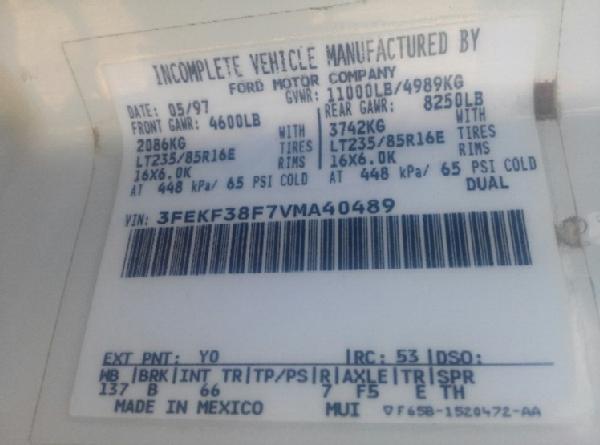 INCOMPLETE VEHICLE MANUFACTURED BY
FORD MOTOR COMPANY
DATE: 05/97 GVWR: 11000LB/4989KG
FRONT GAWR: 4600LB REAR GAWR: 8250LB
2086KG WITH 3742KG WITH
LT235/85R16E TIRES LT235/85R16E TIRES
16X6.0K RIMS 16X6.0K RIMS
AT 448 kPa/ 65 PSI COLD AT 448 kPa/ 65 PSI COLD
DUAL
VIN: 3FEKF38F7VMA40489
EXT PNT: YO RC: 53 DSO:
WB BRK INT TR TP/PS R AXLE TR SPR
137 B 66 7 F5 E TH
MADE IN MEXICO MUI ▽F65B-1520472-AA